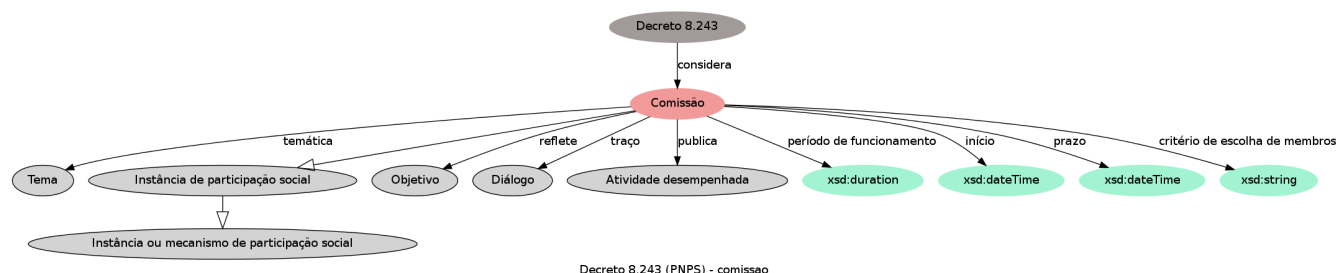 Decreto 8.243
considera
Comissão
temática
reflete
traço
publica
período de funcionamento
início
prazo
critério de escolha de membros
Tema
Instância de participação social
Objetivo
Diálogo
Atividade desempenhada
xsd:duration
xsd:dateTime
xsd:dateTime
xsd:string
Instância ou mecanismo de participação social
Decreto 8.243 (PNPS) - comissao